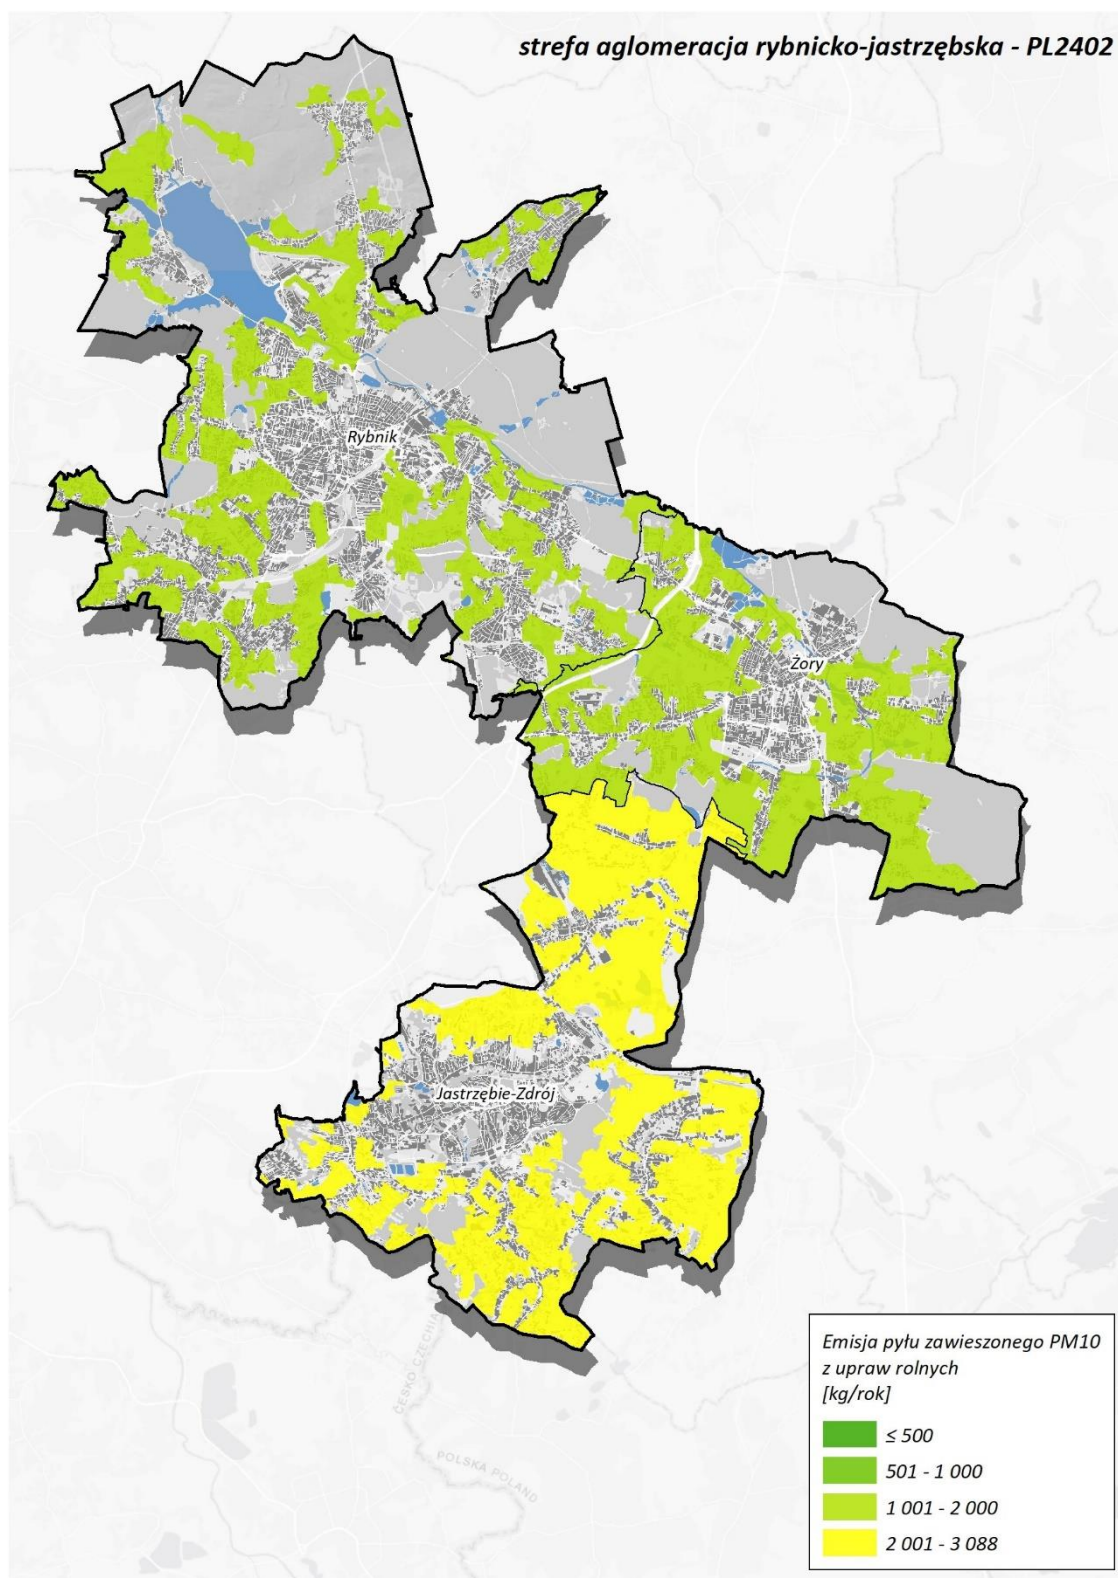 strefa aglomeracja rybnicko-jastrzębska - PL2402
Rybnik
Żory
Jastrzębie-Zdrój
ČESKO CZECHIA
POLSKA POLAND
Emisja pyłu zawieszonego PM10
z upraw rolnych
[kg/rok]
≤ 500
501 - 1 000
1 001 - 2 000
2 001 - 3 088